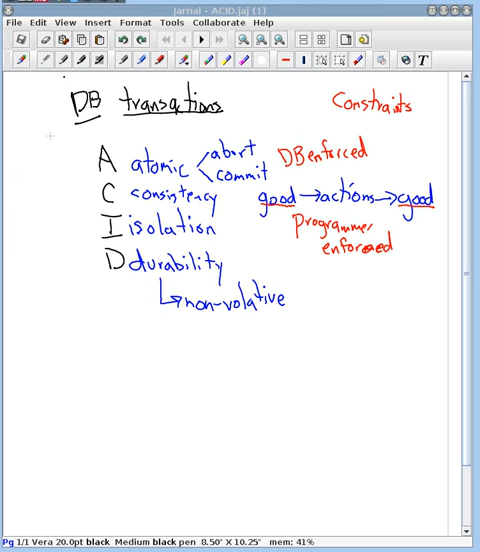 jarnal - ACID.jaj (1)
File Edit View Insert Format Tools Collaborate Help
T
DB transactions Constraints
A atomic abort DB enforced
commit
C consistency good → actions → good
I isolation Programmer
enforced
D durability
non-volative
Pg 1/1 Vera 20.0pt black Medium black pen 8.50" X 10.25" mem: 41%